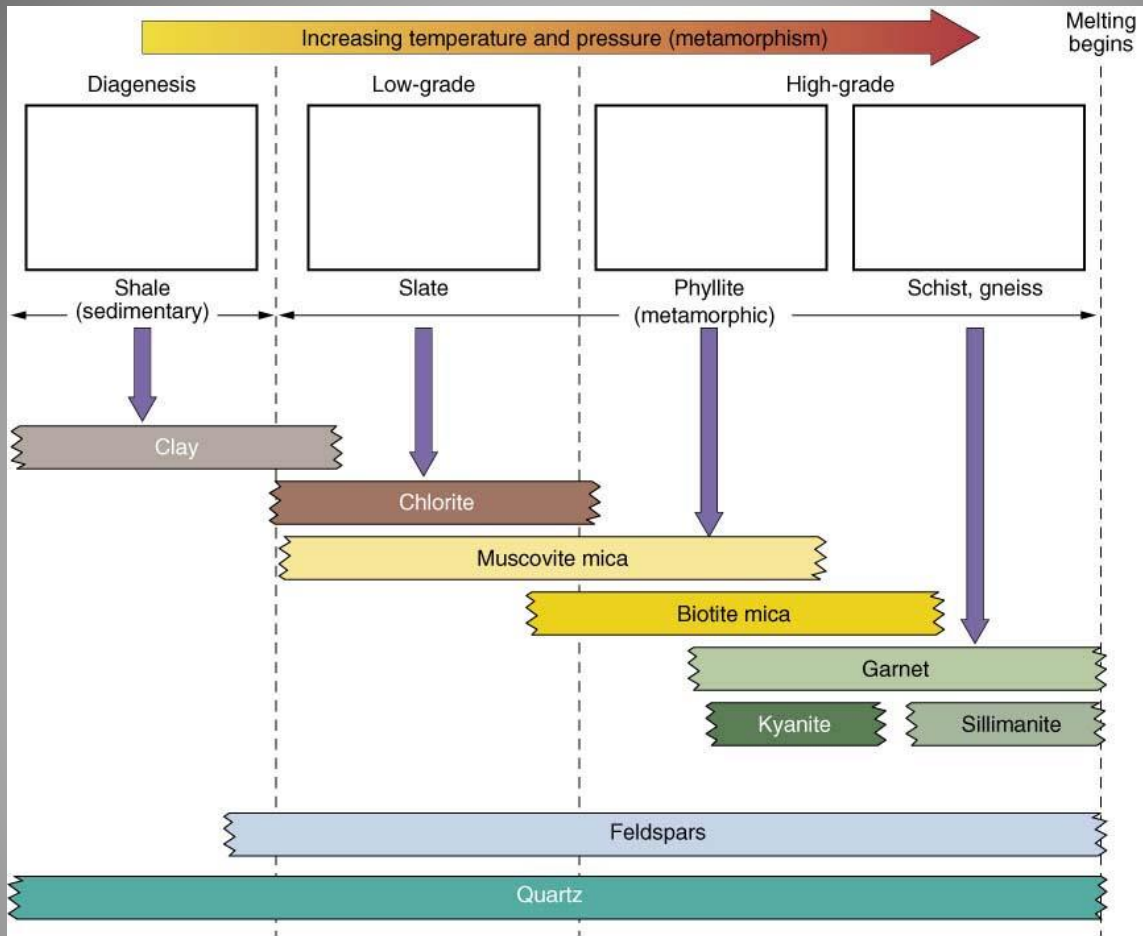 Increasing temperature and pressure (metamorphism)
Melting
begins
Diagenesis
Low-grade
High-grade
Shale
(sedimentary)
Slate
Phyllite
(metamorphic)
Schist, gneiss
Clay
Chlorite
Muscovite mica
Biotite mica
Garnet
Kyanite
Sillimanite
Feldspars
Quartz